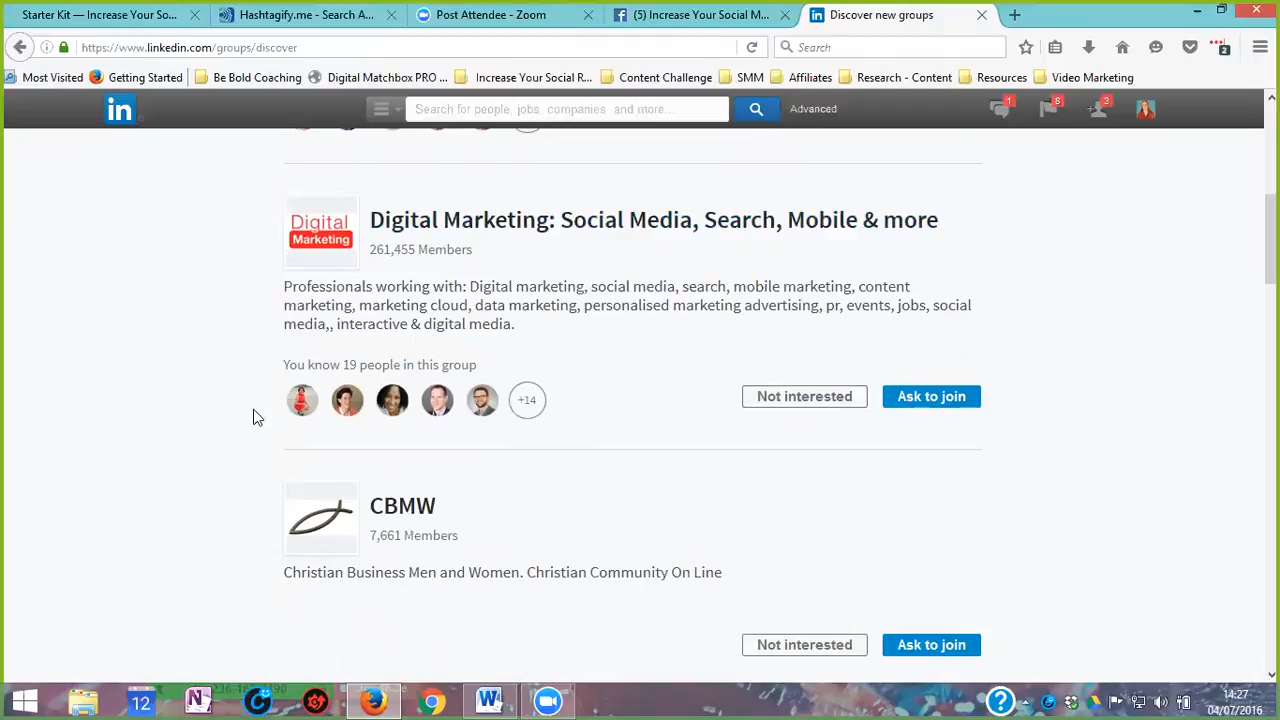 Starter Kit — Increase Your So...
Hashtagify.me - Search A...
Post Attendee - Zoom
(5) Increase Your Social M...
Discover new groups
https://www.linkedin.com/groups/discover
Search
2
Most Visited
Getting Started
Be Bold Coaching
Digital Matchbox PRO ...
Increase Your Social R...
Content Challenge
SMM
Affiliates
Research - Content
Resources
Video Marketing
in
Search for people, jobs, companies and more...
Advanced
1
8
3
Digital
Marketing
Digital Marketing: Social Media, Search, Mobile & more
261,455 Members
Professionals working with: Digital marketing, social media, search, mobile marketing, content
marketing, marketing cloud, data marketing, personalised marketing advertising, pr, events, jobs, social
media,, interactive & digital media.
You know 19 people in this group
+14
Not interested
Ask to join
CBMW
7,661 Members
Christian Business Men and Women. Christian Community On Line
Not interested
Ask to join
12
14:27
04/07/2016